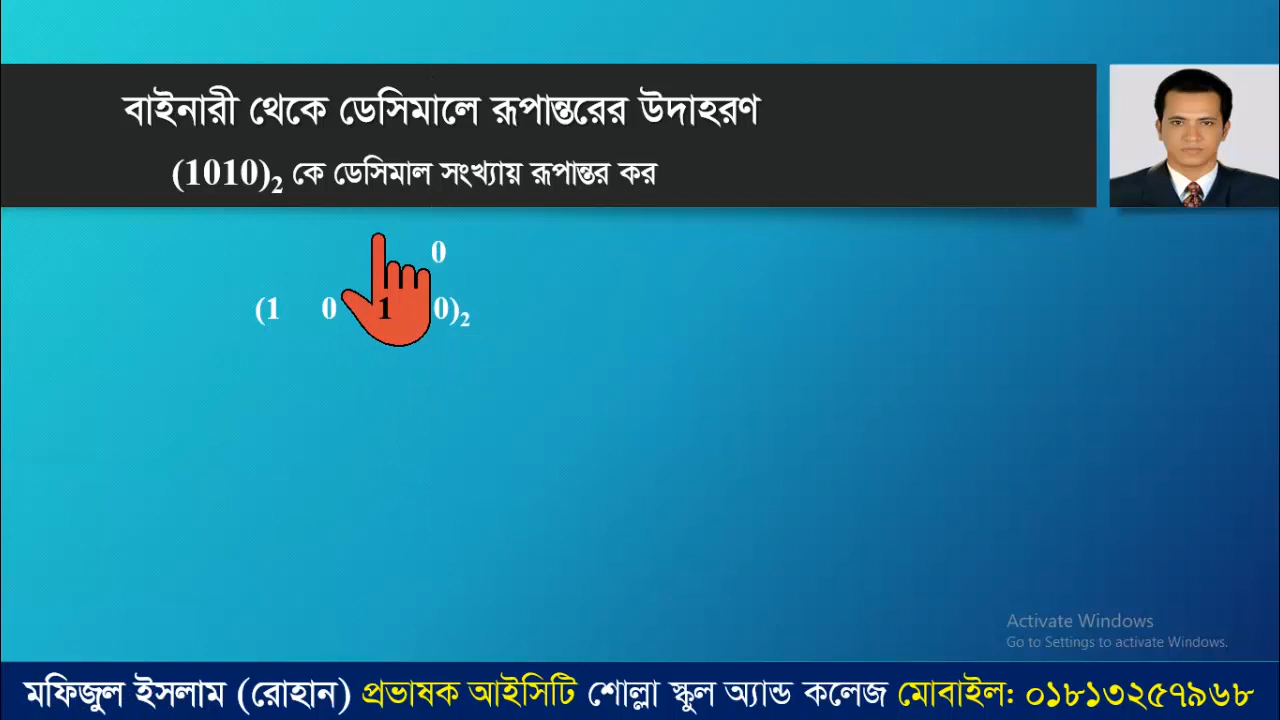 বাইনারী থেকে ডেসিমালে রূপান্তরের উদাহরণ
(1010)₂ কে ডেসিমাল সংখ্যায় রূপান্তর কর
0
(1 0 1 0)₂
Activate Windows
Go to Settings to activate Windows.
মফিজুল ইসলাম (রোহান) প্রভাষক আইসিটি শোল্লা স্কুল অ্যান্ড কলেজ মোবাইল: ০১৮১৩২৫৭৯৬৮